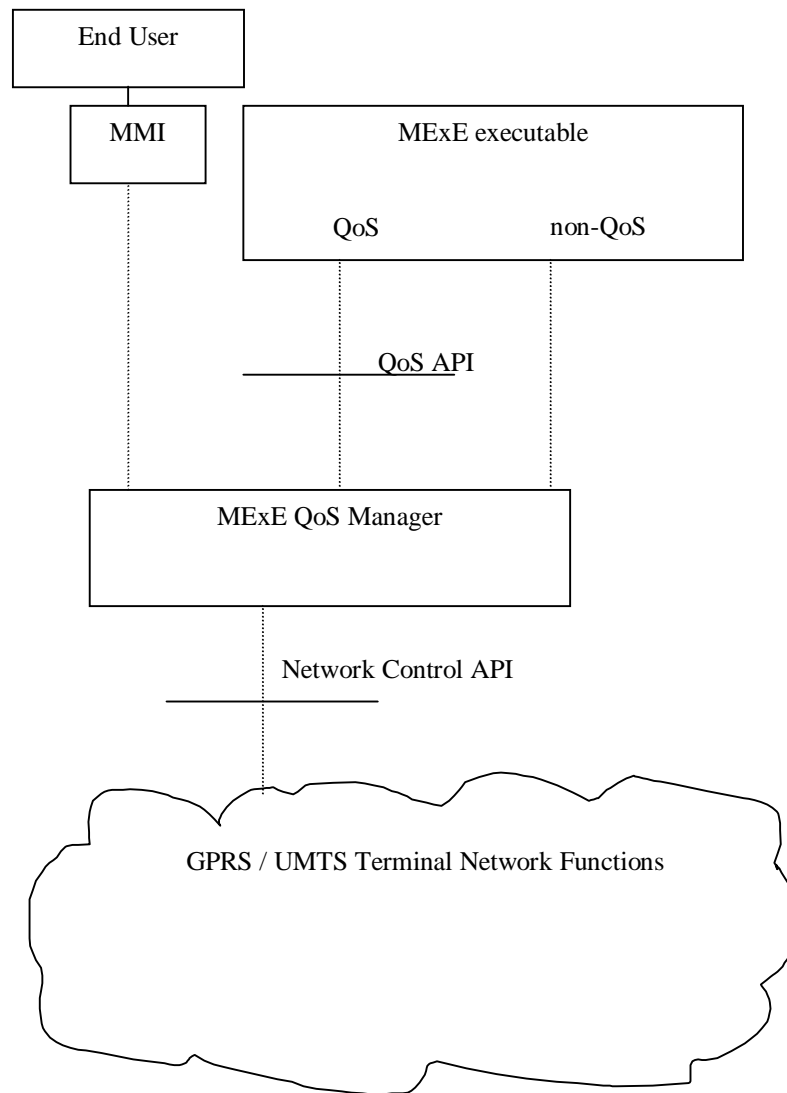 End User
MMI
MExE executable
QoS
non-QoS
QoS API
MExE QoS Manager
Network Control API
GPRS / UMTS Terminal Network Functions